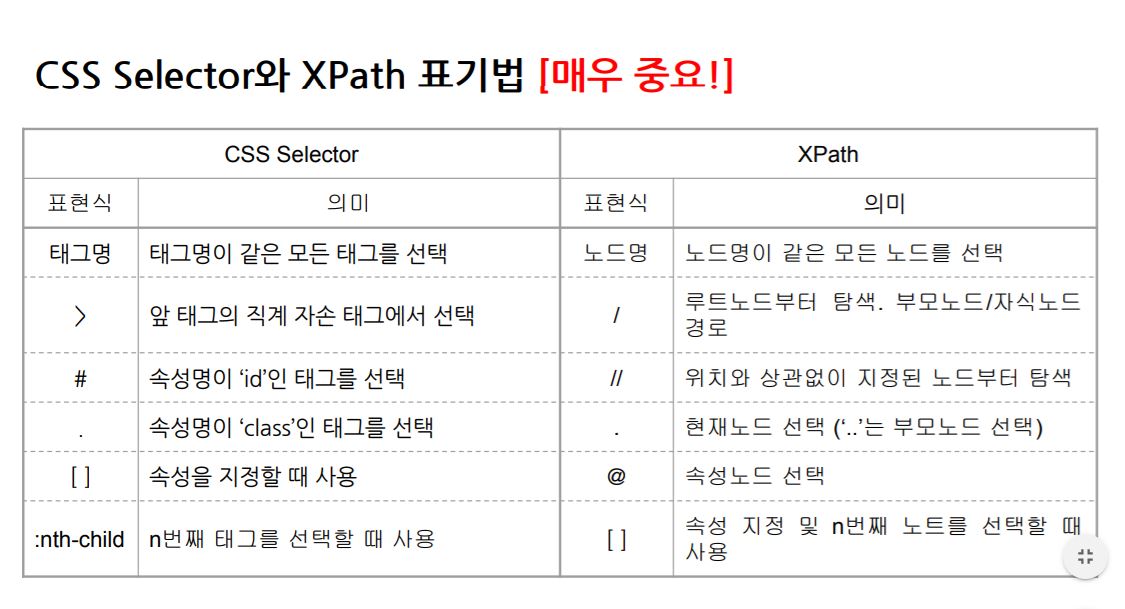 CSS Selector와 XPath 표기법 [매우 중요!]
CSS Selector XPath
표현식 의미 표현식 의미
태그명 태그명이 같은 모든 태그를 선택 노드명 노드명이 같은 모든 노드를 선택
> 앞 태그의 직계 자손 태그에서 선택 / 루트노드부터 탐색. 부모노드/자식노드
경로
# 속성명이 ‘id’인 태그를 선택 // 위치와 상관없이 지정된 노드부터 탐색
. 속성명이 ‘class’인 태그를 선택 . 현재노드 선택 (‘..’는 부모노드 선택)
[ ] 속성을 지정할 때 사용 @ 속성노드 선택
:nth-child n번째 태그를 선택할 때 사용 [ ] 속성 지정 및 n번째 노트를 선택할 때
사용